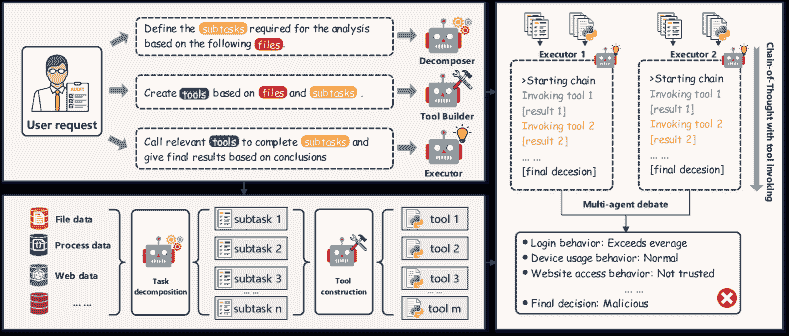 Define the subtasks required for the analysis
based on the following files.
Decomposer
AUDIT
User request
Create tools based on files and subtasks .
Tool Builder
Call relevant tools to complete subtasks and
give final results based on conclusions
Executor
File data
Process data
Web data
... ...
Task
decomposition
subtask 1
subtask 2
subtask 3
... ...
subtask n
Tool
construction
tool 1
tool 2
tool 3
... ...
tool m
Executor 1
>Starting chain
Invoking tool 1
[result 1]
Invoking tool 2
[result 2]
... ...
[final decesion]
Executor 2
>Starting chain
Invoking tool 1
[result 1]
Invoking tool 2
[result 2]
... ...
[final decesion]
Chain-of-Thought with tool invoking
Multi-agent debate
Login behavior: Exceeds everage
Device usage behavior: Normal
Website access behavior: Not trusted
... ...
Final decision: Malicious